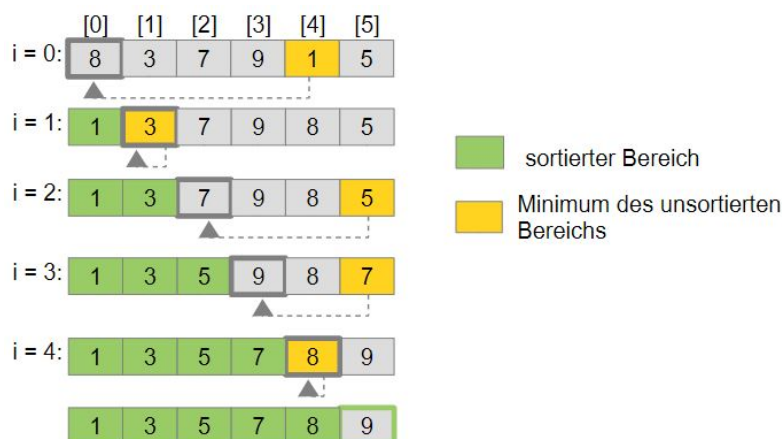 [0] [1] [2] [3] [4] [5]
i = 0: 8 3 7 9 1 5
i = 1: 1 3 7 9 8 5
sortierter Bereich
i = 2: 1 3 7 9 8 5
Minimum des unsortierten
Bereichs
i = 3: 1 3 5 9 8 7
i = 4: 1 3 5 7 8 9
1 3 5 7 8 9